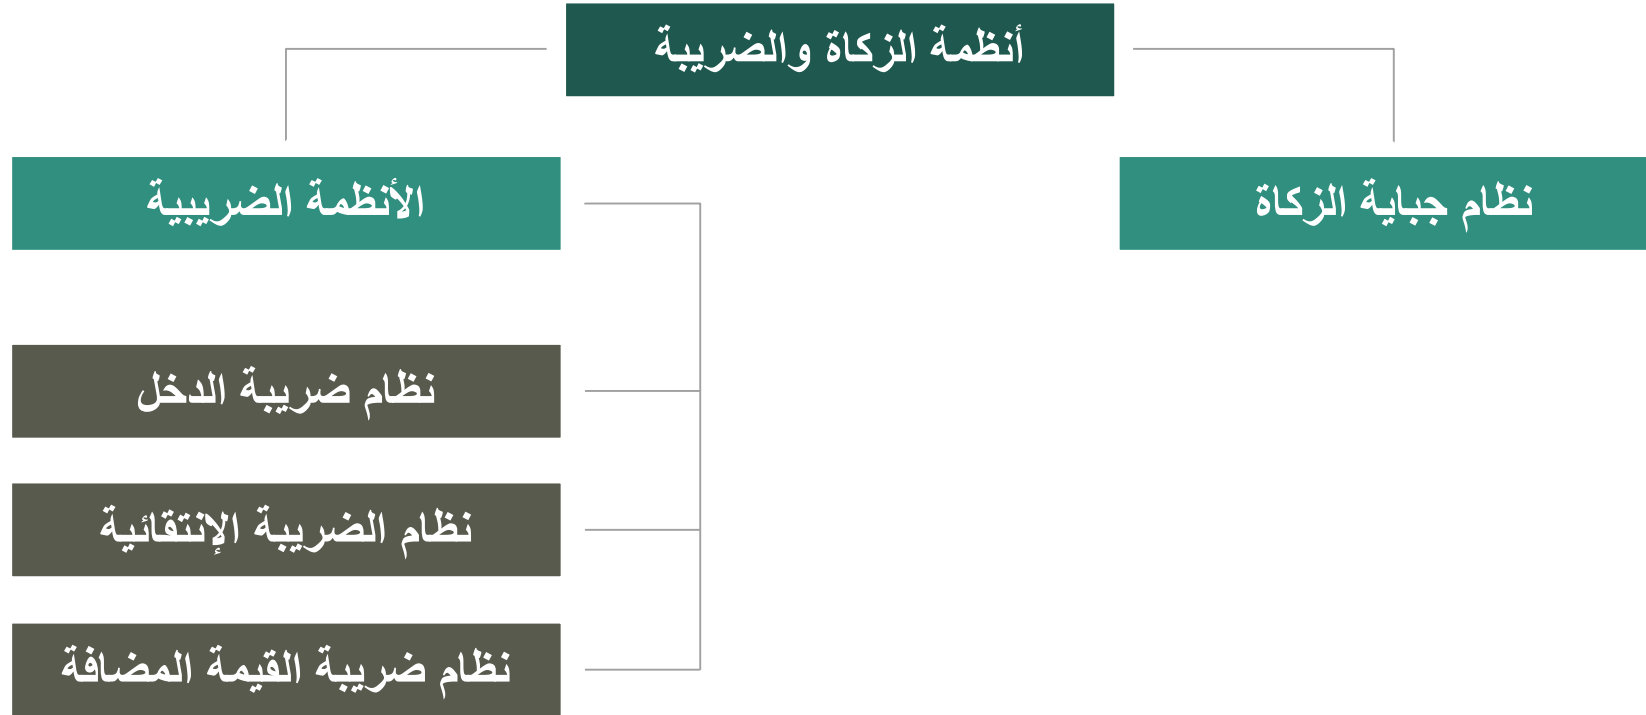 أنظمة الزكاة والضريبة
نظام جباية الزكاة
الأنظمة الضريبية
نظام ضريبة الدخل
نظام الضريبة الإنتقائية
نظام ضريبة القيمة المضافة